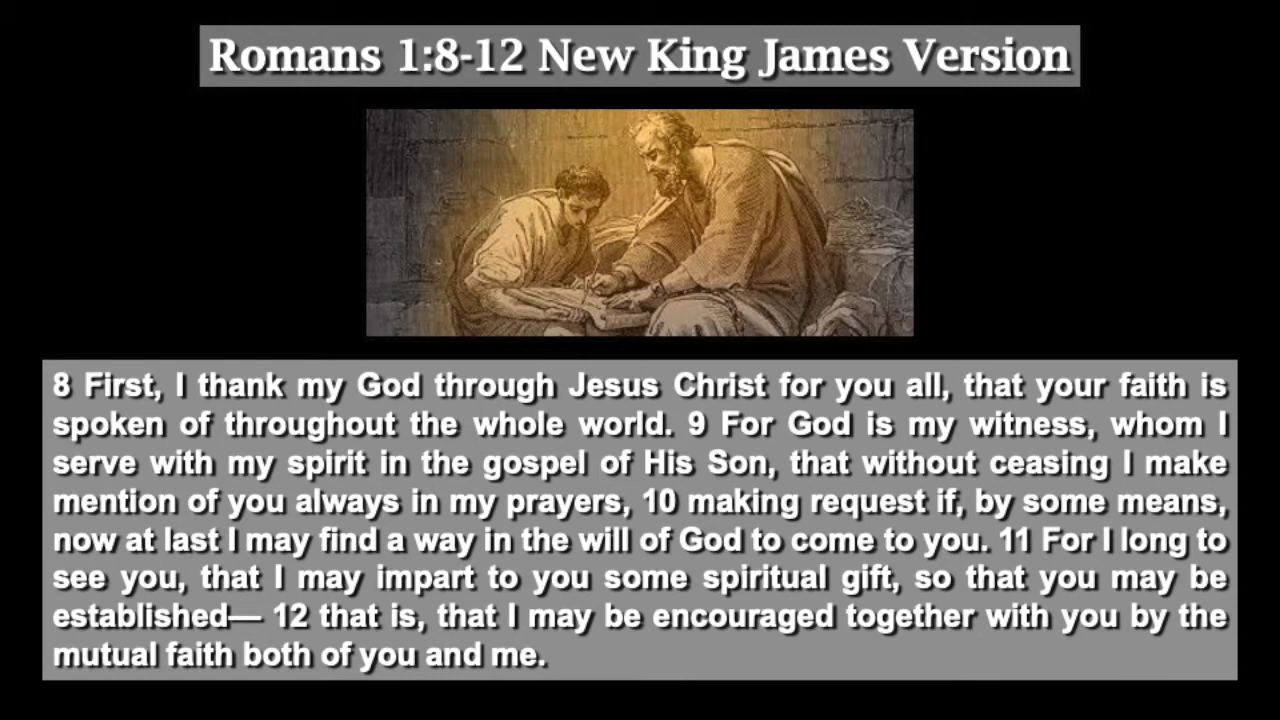 Romans 1:8-12 New King James Version
8 First, I thank my God through Jesus Christ for you all, that your faith is
spoken of throughout the whole world. 9 For God is my witness, whom I
serve with my spirit in the gospel of His Son, that without ceasing I make
mention of you always in my prayers, 10 making request if, by some means,
now at last I may find a way in the will of God to come to you. 11 For I long to
see you, that I may impart to you some spiritual gift, so that you may be
established— 12 that is, that I may be encouraged together with you by the
mutual faith both of you and me.